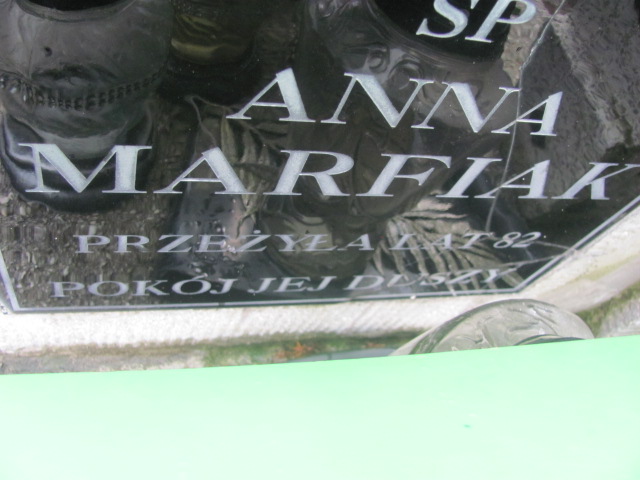 SP
ANNA
MARFIAK
PRZEŻYŁA LAT 82
POKÓJ JEJ DUSZY